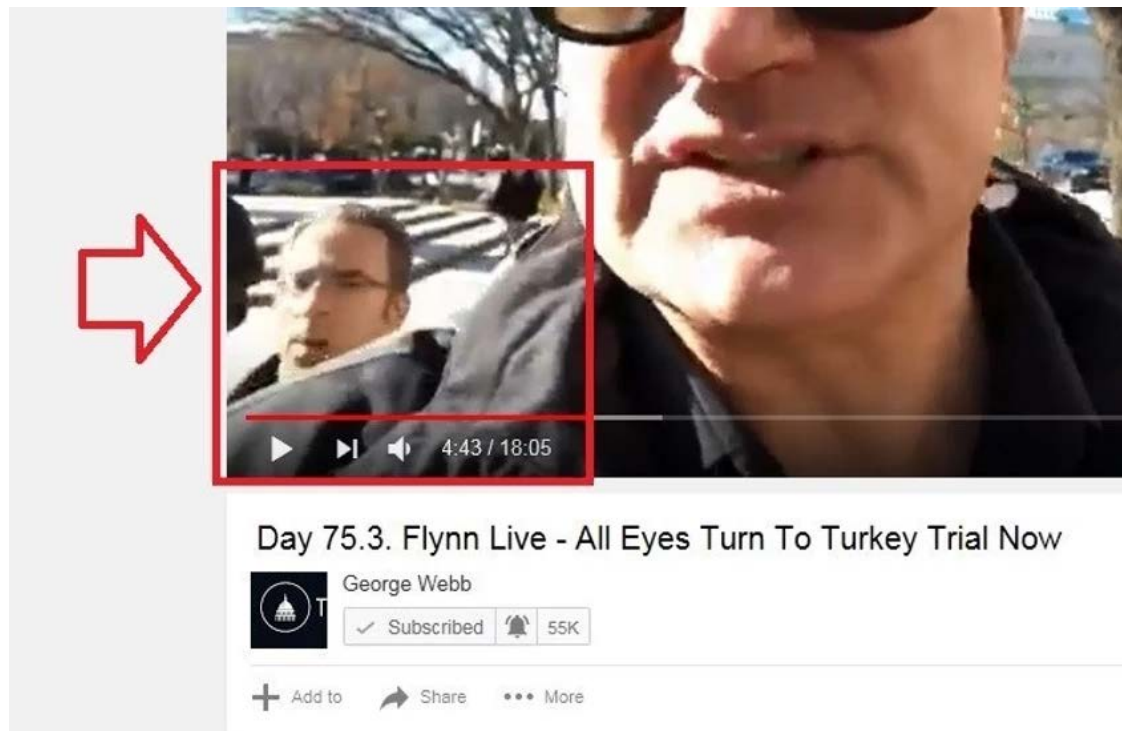 4:43 / 18:05
Day 75.3. Flynn Live - All Eyes Turn To Turkey Trial Now
T
George Webb
Subscribed 55K
Add to Share More